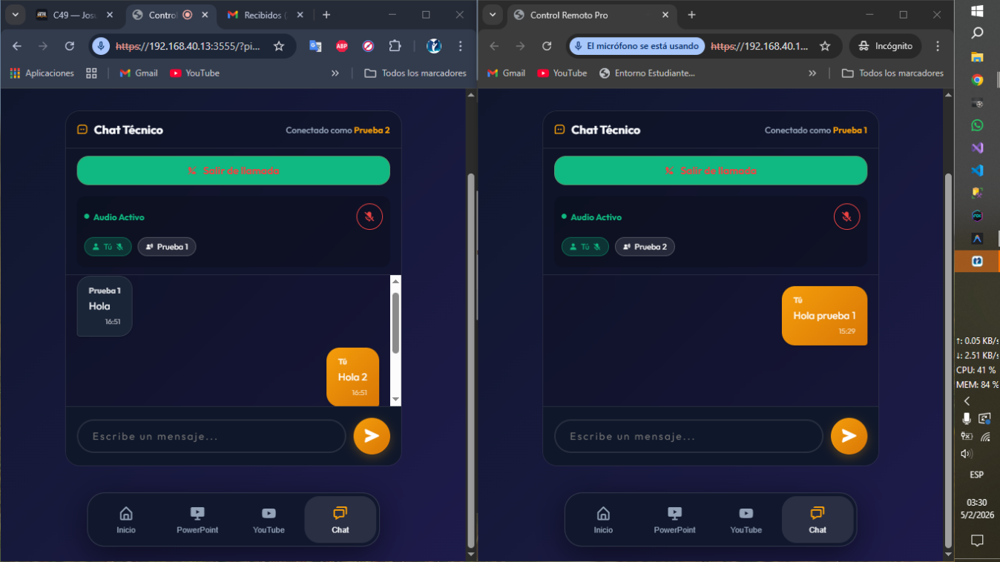 C49 — Josu
Control
Recibidos (
https://192.168.40.13:3555/?pi...
Aplicaciones
Gmail
YouTube
»
Todos los marcadores
Chat Técnico
Conectado como Prueba 2
Salir de llamada
Audio Activo
Tú
Prueba 1
Prueba 1
Hola
16:51
Tú
Hola 2
16:51
Escribe un mensaje...
Inicio
PowerPoint
YouTube
Chat
Control Remoto Pro
El micrófono se está usando
https://192.168.40.1...
Incógnito
Gmail
YouTube
Entorno Estudiante...
»
Todos los marcadores
Chat Técnico
Conectado como Prueba 1
Salir de llamada
Audio Activo
Tú
Prueba 2
Tú
Hola prueba 1
15:29
Escribe un mensaje...
Inicio
PowerPoint
YouTube
Chat
↑: 0.05 KB/s
↓: 2.51 KB/s
CPU: 41 %
MEM: 84 %
ESP
03:30
5/2/2026